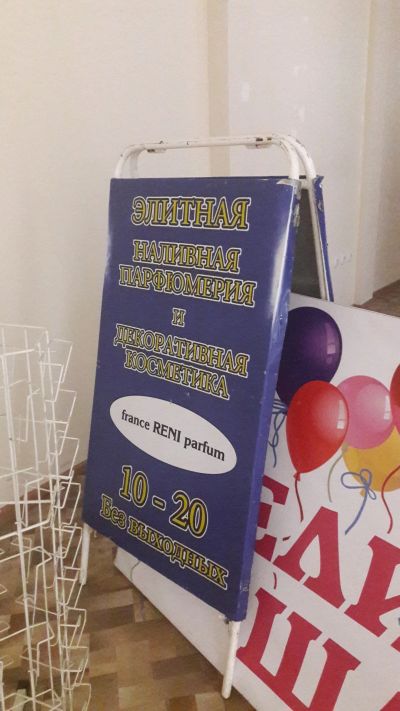 ЭЛИТНАЯ
НАЛИВНАЯ
ПАРФЮМЕРИЯ
И
ДЕКОРАТИВНАЯ
КОСМЕТИКА
france RENI parfum
10 - 20
Без выходных